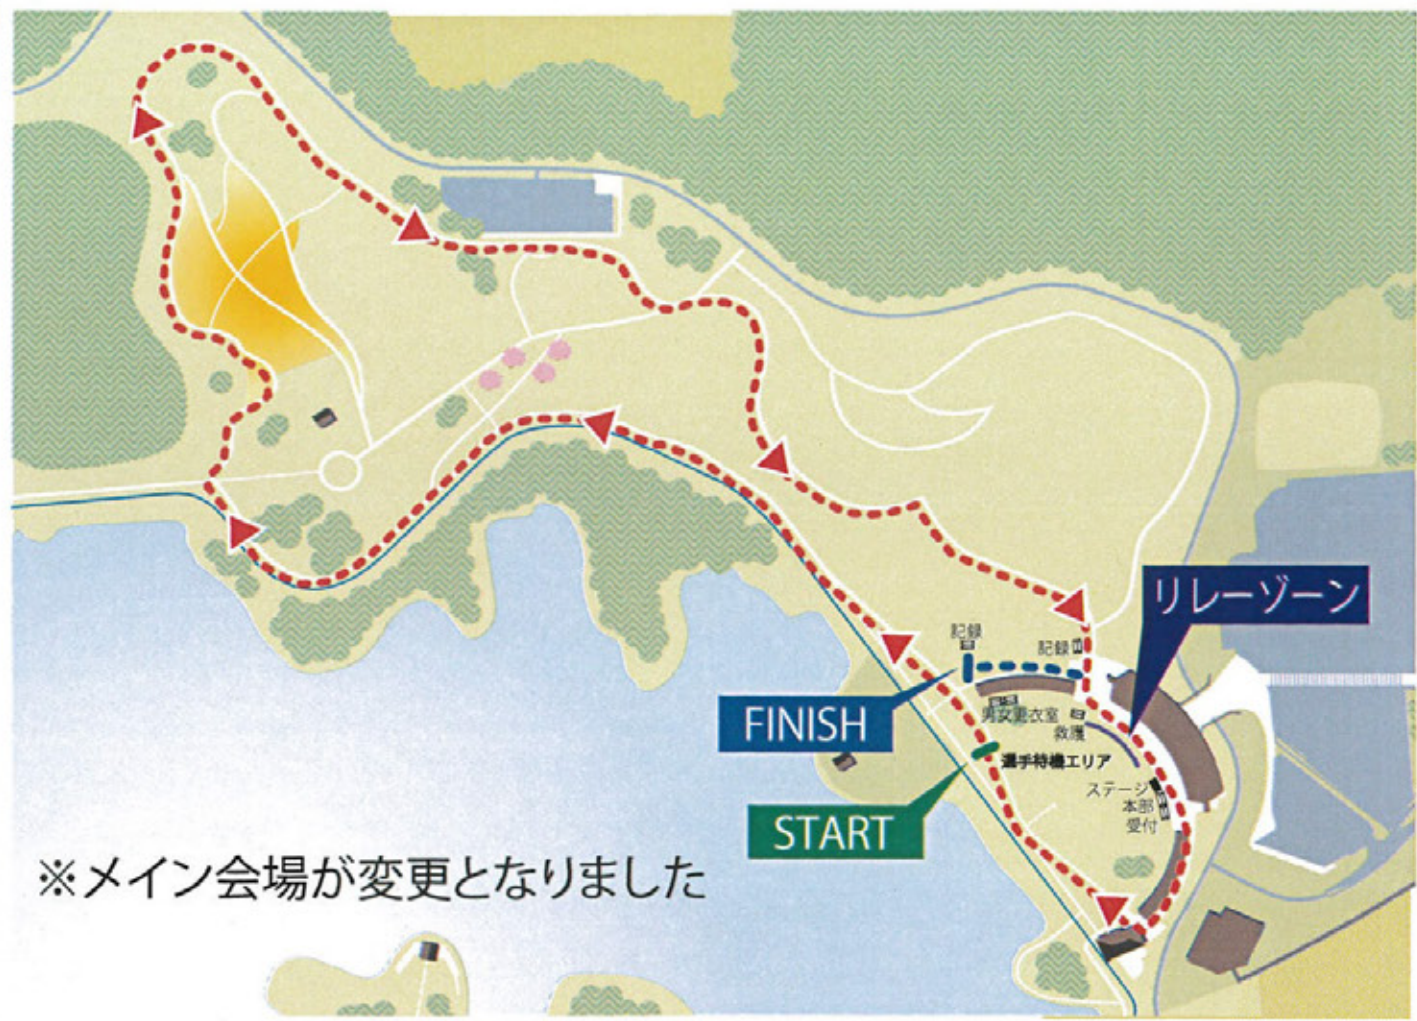 リレーゾーン
記録
記録
FINISH
男女更衣室
救護
選手待機エリア
ステージ
本部
受付
START
※メイン会場が変更となりました